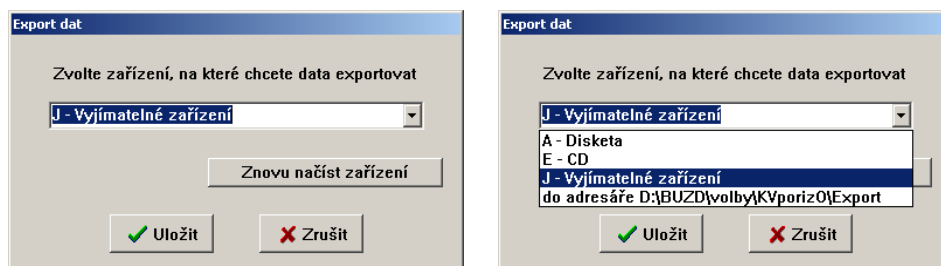 Export dat
Zvolte zařízení, na které chcete data exportovat
J - Vyjímatelné zařízení
Znovu načíst zařízení
Uložit
Zrušit
Export dat
Zvolte zařízení, na které chcete data exportovat
J - Vyjímatelné zařízení
A - Disketa
E - CD
J - Vyjímatelné zařízení
do adresáře D:\BUZD\volby\KVporizO\Export
Uložit
Zrušit